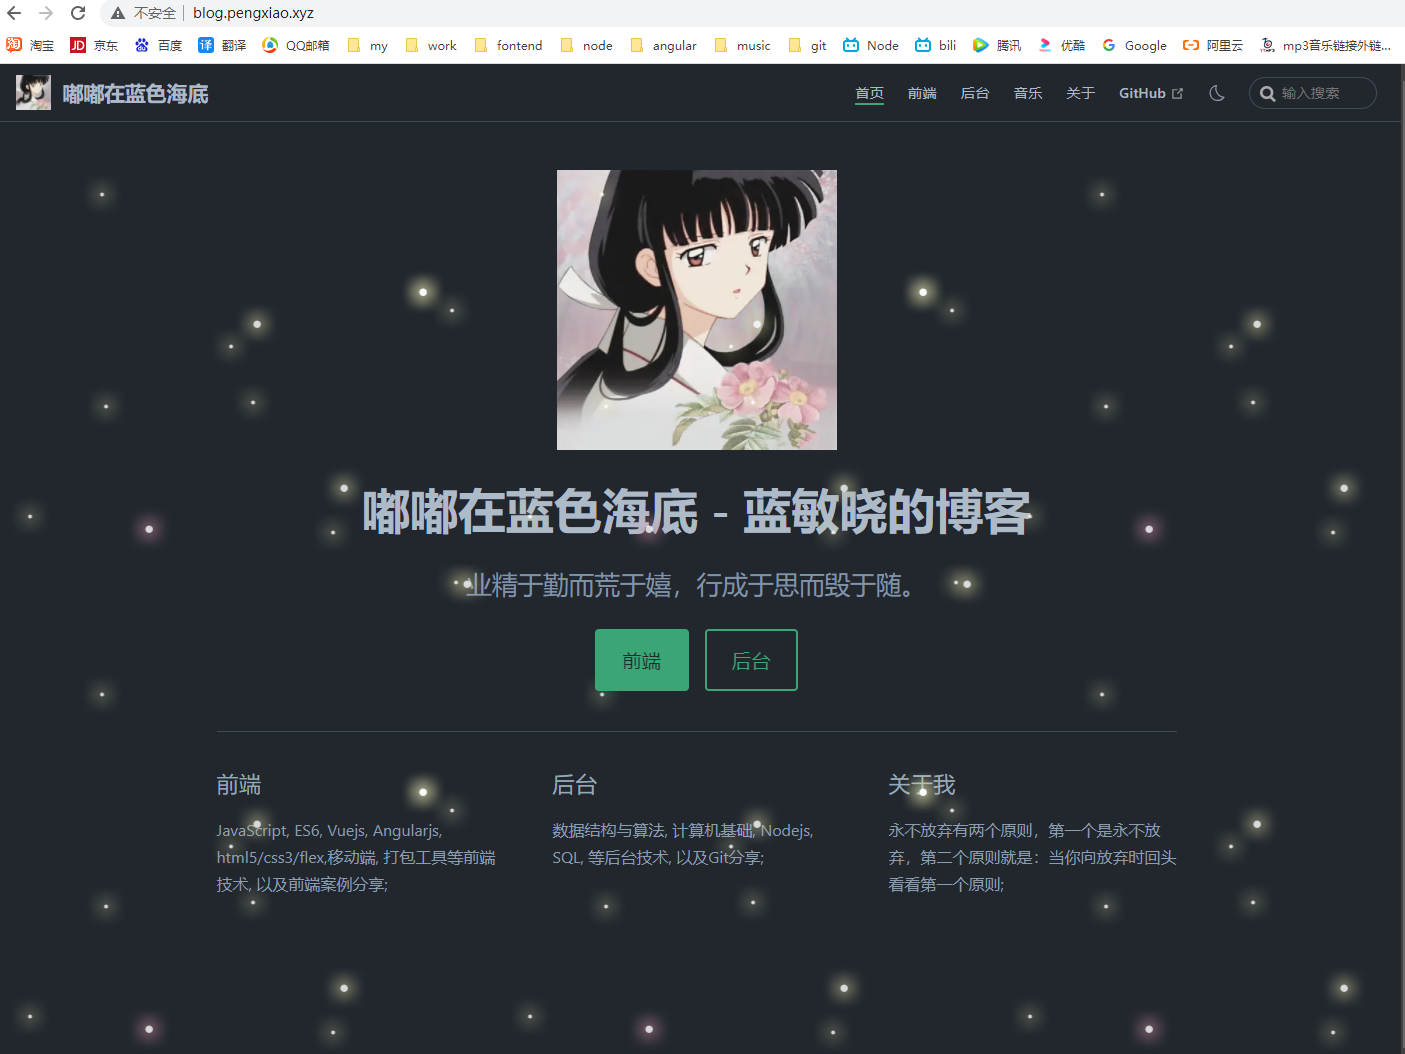 不安全 | blog.pengxiao.xyz
淘宝 京东 百度 翻译 QQ邮箱 my work fontend node angular music git Node bili 腾讯 优酷 Google 阿里云 mp3音乐链接外链...
嘟嘟在蓝色海底 首页 前端 后台 音乐 关于 GitHub 输入搜索
嘟嘟在蓝色海底 - 蓝敏晓的博客
业精于勤而荒于嬉，行成于思而毁于随。
前端 后台
前端
JavaScript, ES6, Vuejs, Angularjs,
html5/css3/flex,移动端, 打包工具等前端
技术, 以及前端案例分享;
后台
数据结构与算法, 计算机基础, Nodejs,
SQL, 等后台技术, 以及Git分享;
关于我
永不放弃有两个原则，第一个是永不放
弃，第二个原则就是：当你向放弃时回头
看看第一个原则;